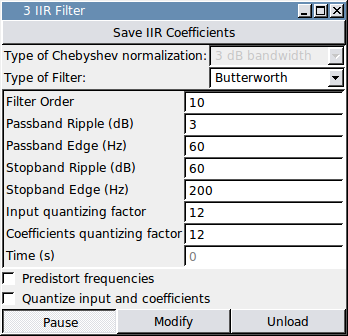 3 IIR Filter
Save IIR Coefficients
Type of Chebyshev normalization: 3 dB bandwidth
Type of Filter: Butterworth
Filter Order 10
Passband Ripple (dB) 3
Passband Edge (Hz) 60
Stopband Ripple (dB) 60
Stopband Edge (Hz) 200
Input quantizing factor 12
Coefficients quantizing factor 12
Time (s) 0
Predistort frequencies
Quantize input and coefficients
Pause Modify Unload